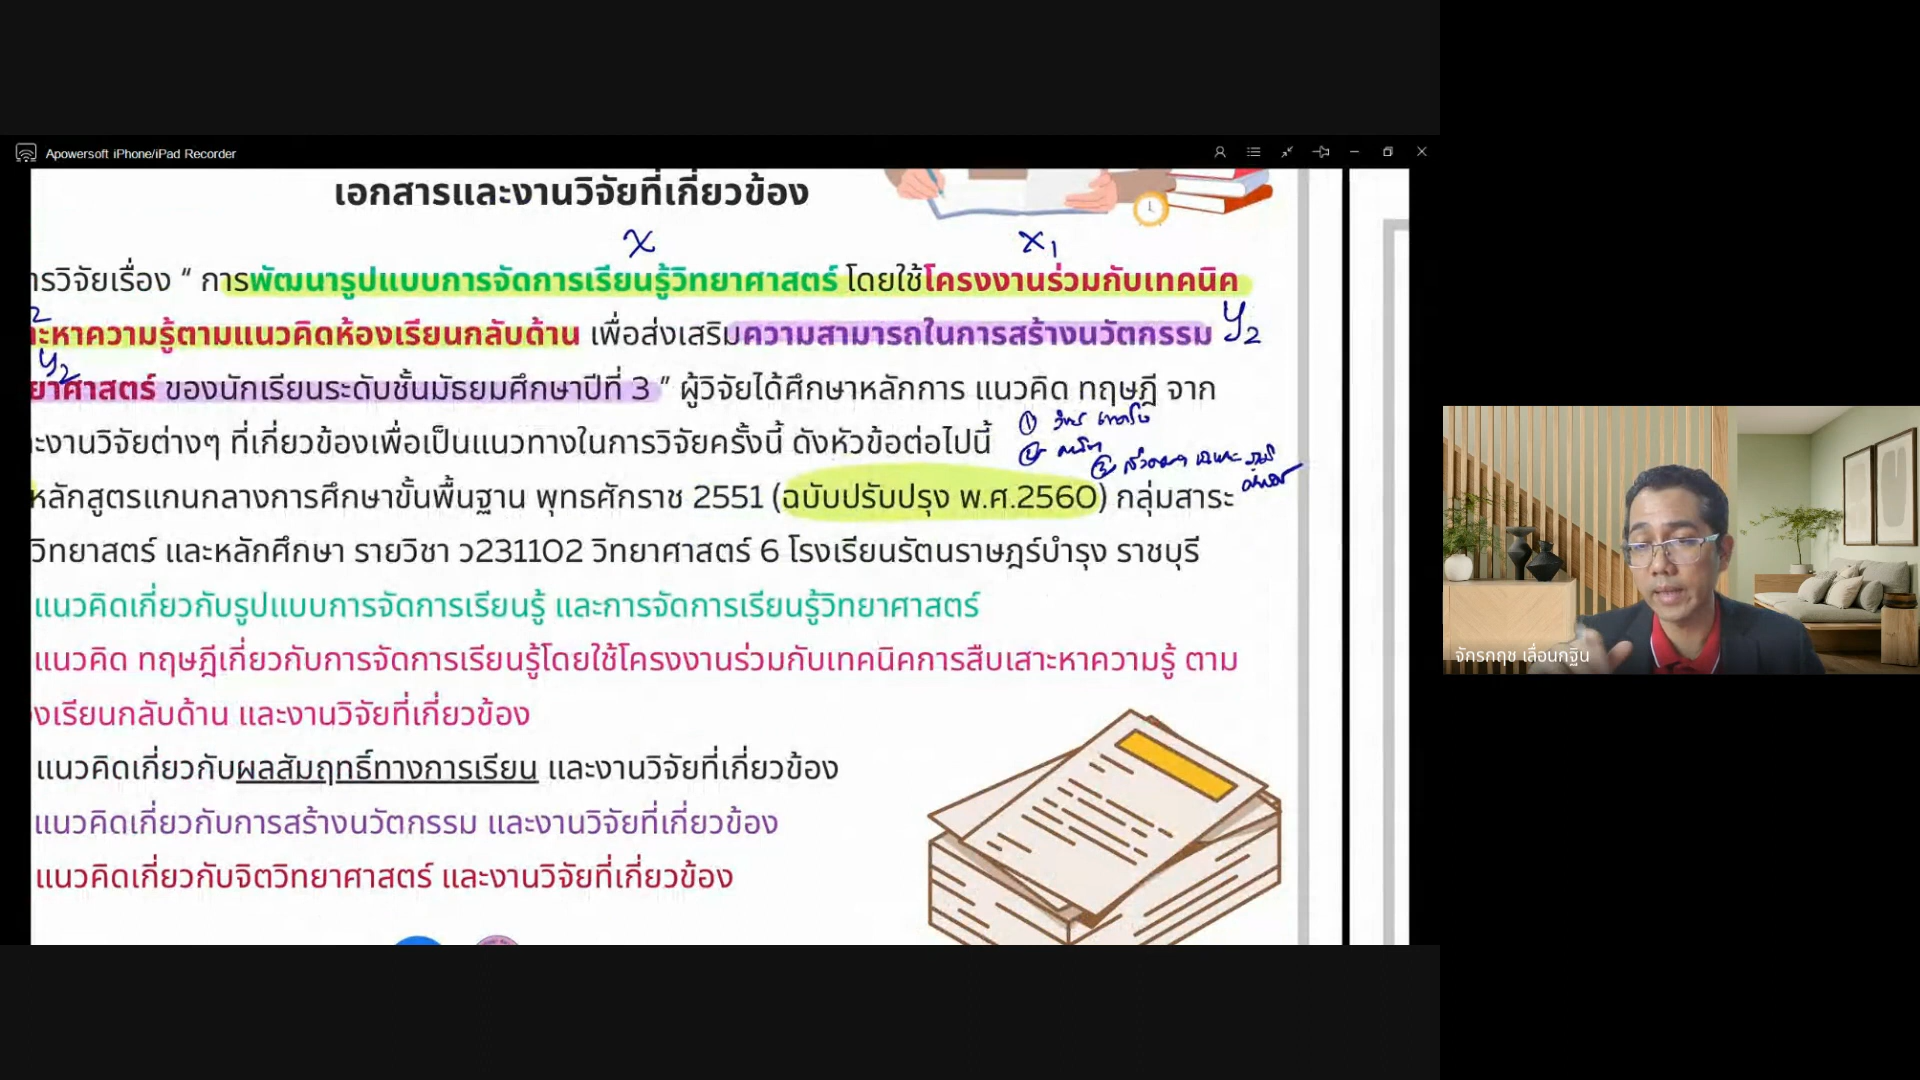 Apowersoft iPhone/iPad Recorder
เอกสารและงานวิจัยที่เกี่ยวข้อง
x x1
ารวิจัยเรื่อง “ การพัฒนารูปแบบการจัดการเรียนรู้วิทยาศาสตร์ โดยใช้โครงงานร่วมกับเทคนิค
2
ะหาความรู้ตามแนวคิดห้องเรียนกลับด้าน เพื่อส่งเสริมความสามารถในการสร้างนวัตกรรม y2
y2
ยาศาสตร์ ของนักเรียนระดับชั้นมัธยมศึกษาปีที่ 3 ” ผู้วิจัยได้ศึกษาหลักการ แนวคิด ทฤษฎี จาก
ะงานวิจัยต่างๆ ที่เกี่ยวข้องเพื่อเป็นแนวทางในการวิจัยครั้งนี้ ดังหัวข้อต่อไปนี้
หลักสูตรแกนกลางการศึกษาขั้นพื้นฐาน พุทธศักราช 2551 (ฉบับปรับปรุง พ.ศ.2560) กลุ่มสาระ
วิทยาสตร์ และหลักศึกษา รายวิชา ว231102 วิทยาศาสตร์ 6 โรงเรียนรัตนราษฎร์บำรุง ราชบุรี
แนวคิดเกี่ยวกับรูปแบบการจัดการเรียนรู้ และการจัดการเรียนรู้วิทยาศาสตร์
แนวคิด ทฤษฎีเกี่ยวกับการจัดการเรียนรู้โดยใช้โครงงานร่วมกับเทคนิคการสืบเสาะหาความรู้ ตาม
งเรียนกลับด้าน และงานวิจัยที่เกี่ยวข้อง
แนวคิดเกี่ยวกับผลสัมฤทธิ์ทางการเรียน และงานวิจัยที่เกี่ยวข้อง
แนวคิดเกี่ยวกับการสร้างนวัตกรรม และงานวิจัยที่เกี่ยวข้อง
แนวคิดเกี่ยวกับจิตวิทยาศาสตร์ และงานวิจัยที่เกี่ยวข้อง
จักรกฤช เลื่อนกฐิน